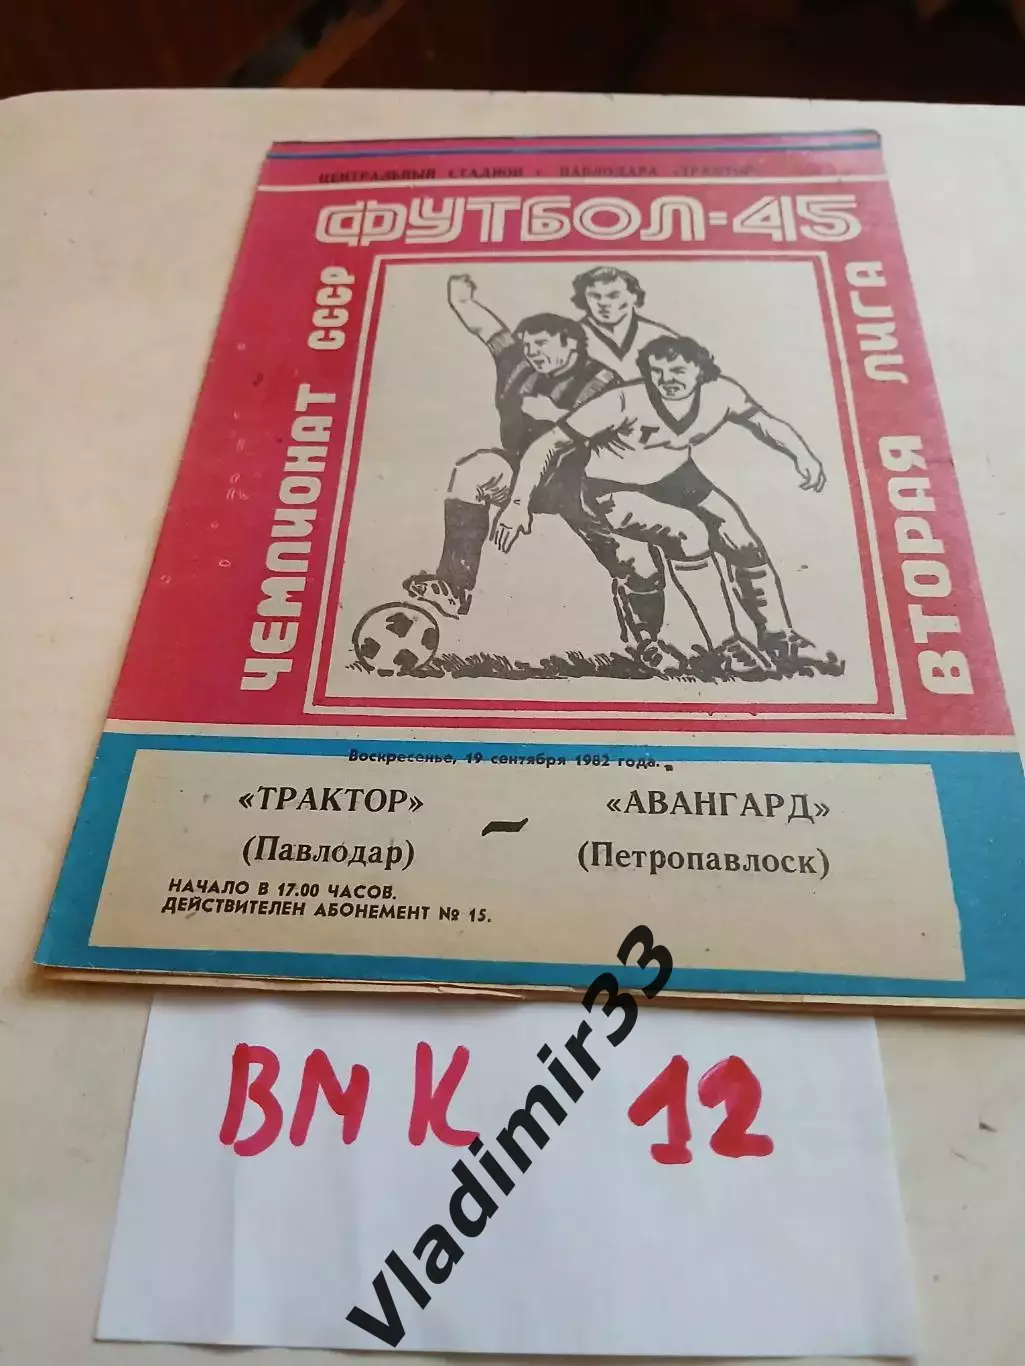 ЦЕНТРАЛЬНЫЙ СТАДИОН г. ПАВЛОДАРА «ТРАКТОР»
ФУТБОЛ-45
ЧЕМПИОНАТ СССР
ВТОРАЯ ЛИГА
Т
Воскресенье, 19 сентября 1982 года.
«ТРАКТОР» - «АВАНГАРД»
(Павлодар) (Петропавлоск)
НАЧАЛО В 17.00 ЧАСОВ.
ДЕЙСТВИТЕЛЕН АБОНЕМЕНТ № 15.
ВМК 12
Vladimir33